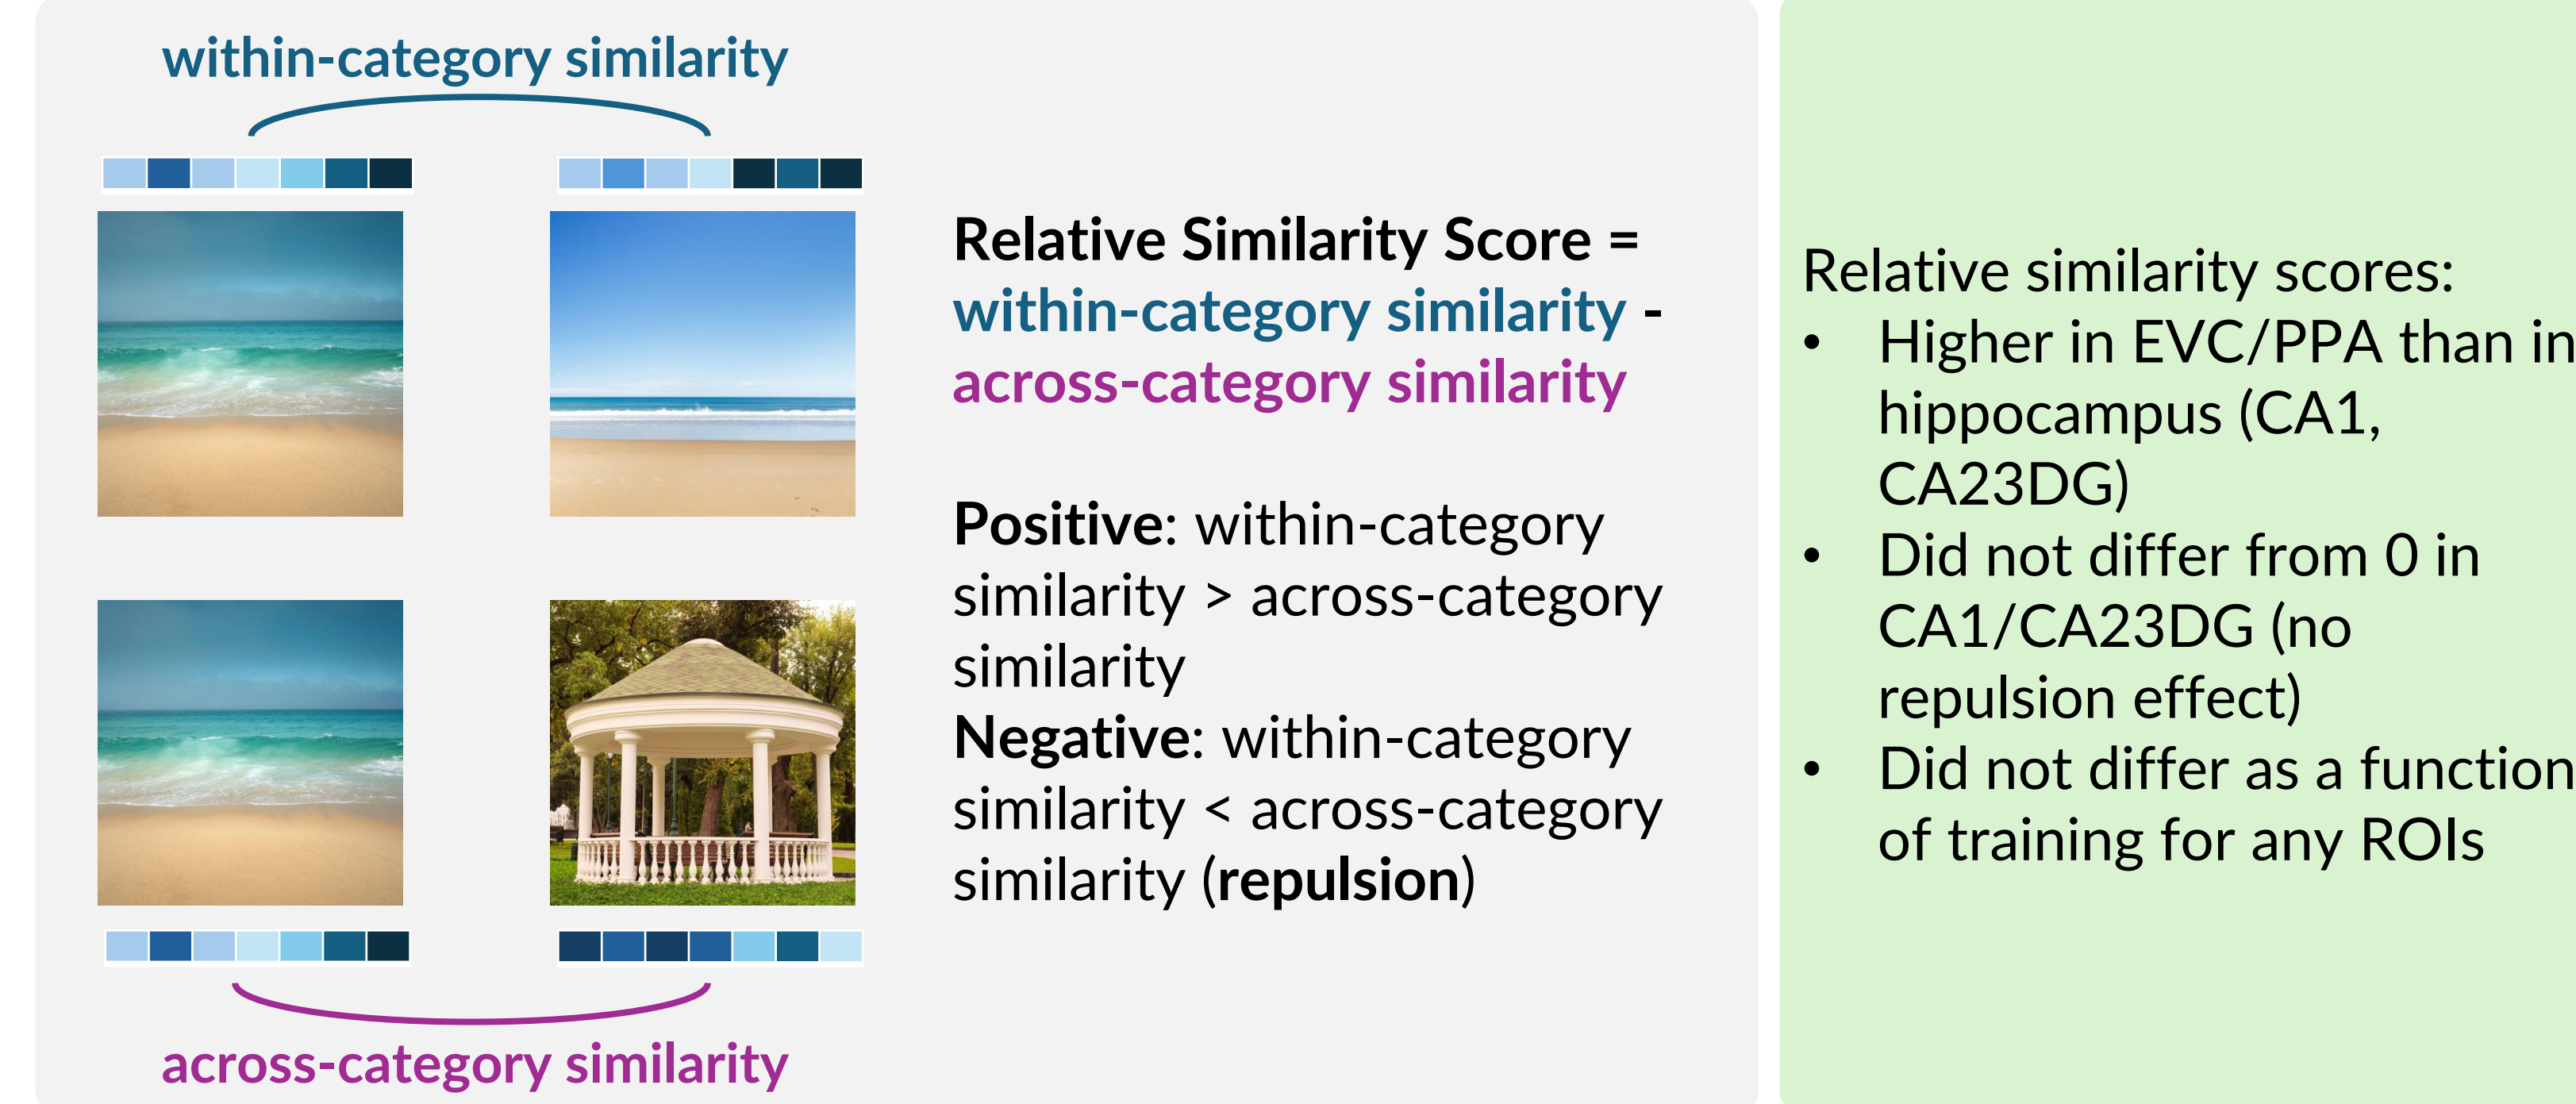 within-category similarity
Relative Similarity Score =
within-category similarity -
across-category similarity
Positive: within-category
similarity > across-category
similarity
Negative: within-category
similarity < across-category
similarity (repulsion)
across-category similarity
Relative similarity scores:
• Higher in EVC/PPA than in
hippocampus (CA1,
CA23DG)
• Did not differ from 0 in
CA1/CA23DG (no
repulsion effect)
• Did not differ as a function
of training for any ROIs